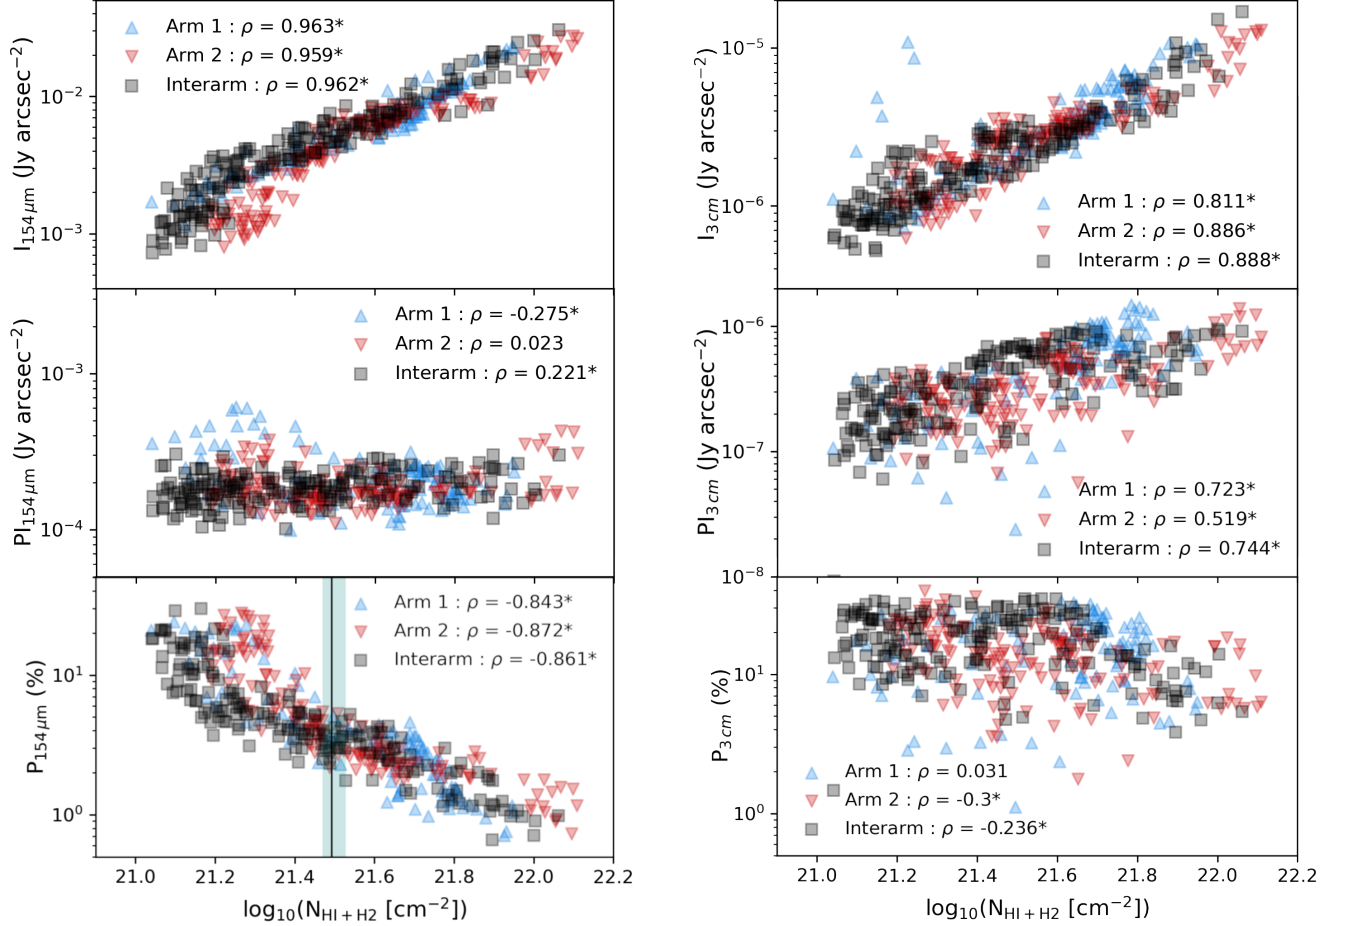 I154 μm (Jy arcsec−2)
10−2
10−3
Arm 1 : ρ = 0.963*
Arm 2 : ρ = 0.959*
Interarm : ρ = 0.962*
I3cm (Jy arcsec−2)
10−5
10−6
Arm 1 : ρ = 0.811*
Arm 2 : ρ = 0.886*
Interarm : ρ = 0.888*
PI154 μm (Jy arcsec−2)
10−3
10−4
Arm 1 : ρ = -0.275*
Arm 2 : ρ = 0.023
Interarm : ρ = 0.221*
PI3cm (Jy arcsec−2)
10−6
10−7
10−8
Arm 1 : ρ = 0.723*
Arm 2 : ρ = 0.519*
Interarm : ρ = 0.744*
P154 μm (%)
10¹
10⁰
Arm 1 : ρ = -0.843*
Arm 2 : ρ = -0.872*
Interarm : ρ = -0.861*
21.0 21.2 21.4 21.6 21.8 22.0 22.2
log10(NHI+H2 [cm−2])
P3cm (%)
10¹
10⁰
Arm 1 : ρ = 0.031
Arm 2 : ρ = -0.3*
Interarm : ρ = -0.236*
21.0 21.2 21.4 21.6 21.8 22.0 22.2
log10(NHI+H2 [cm−2])